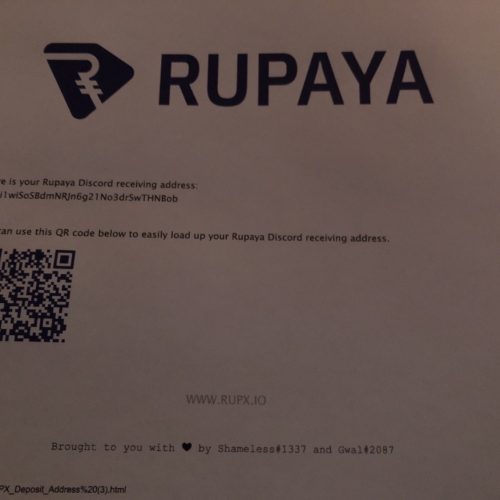 RUPAYA
e is your Rupaya Discord receiving address:
i1wiSoSBdmNRJn6g21No3drSwTHNBob
can use this QR code below to easily load up your Rupaya Discord receiving address.
WWW.RUPX.IO
Brought to you with ♥ by Shameless#1337 and Gwal#2087
PX_Deposit_Address%20(3).html